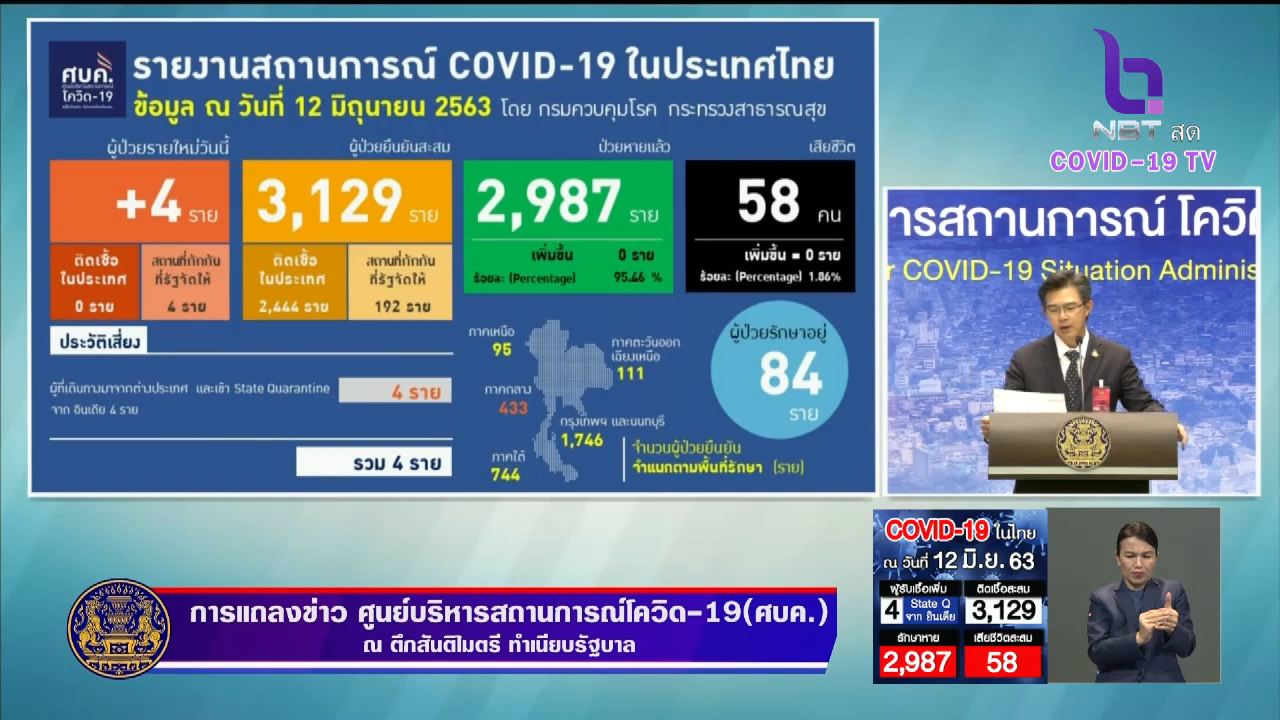 ศบค.
โควิด-19
รายงานสถานการณ์ COVID-19 ในประเทศไทย
ข้อมูล ณ วันที่ 12 มิถุนายน 2563 โดย กรมควบคุมโรค กระทรวงสาธารณสุข
ผู้ป่วยรายใหม่วันนี้
+4 ราย
ติดเชื้อ
ในประเทศ
0 ราย
สถานที่กักกัน
ที่รัฐจัดให้
4 ราย
ผู้ป่วยยืนยันสะสม
3,129 ราย
ติดเชื้อ
ในประเทศ
2,444 ราย
สถานที่กักกัน
ที่รัฐจัดให้
192 ราย
ป่วยหายแล้ว
2,987 ราย
เพิ่มขึ้น 0 ราย
ร้อยละ (Percentage) 95.46 %
เสียชีวิต
58 คน
เพิ่มขึ้น = 0 ราย
ร้อยละ (Percentage) 1.86%
ประวัติเสี่ยง
ผู้ที่เดินทางมาจากต่างประเทศ และเข้า State Quarantine
จาก อินเดีย 4 ราย
4 ราย
รวม 4 ราย
ภาคเหนือ
95
ภาคตะวันออก
เฉียงเหนือ
111
ภาคกลาง
433
กรุงเทพฯ และนนทบุรี
1,746
ภาคใต้
744
จำนวนผู้ป่วยยืนยัน
จำแนกตามพื้นที่รักษา (ราย)
ผู้ป่วยรักษาอยู่
84
ราย
NBT สด
COVID-19 TV
ารสถานการณ์ โควิด
r COVID-19 Situation Adminis
การแถลงข่าว ศูนย์บริหารสถานการณ์โควิด-19(ศบค.)
ณ ตึกสันติไมตรี ทำเนียบรัฐบาล
COVID-19 ในไทย
ณ วันที่ 12 มิ.ย. 63
ผู้รับเชื้อเพิ่ม
4 State Q
จาก อินเดีย
ติดเชื้อสะสม
3,129
รักษาหาย
2,987
เสียชีวิตสะสม
58